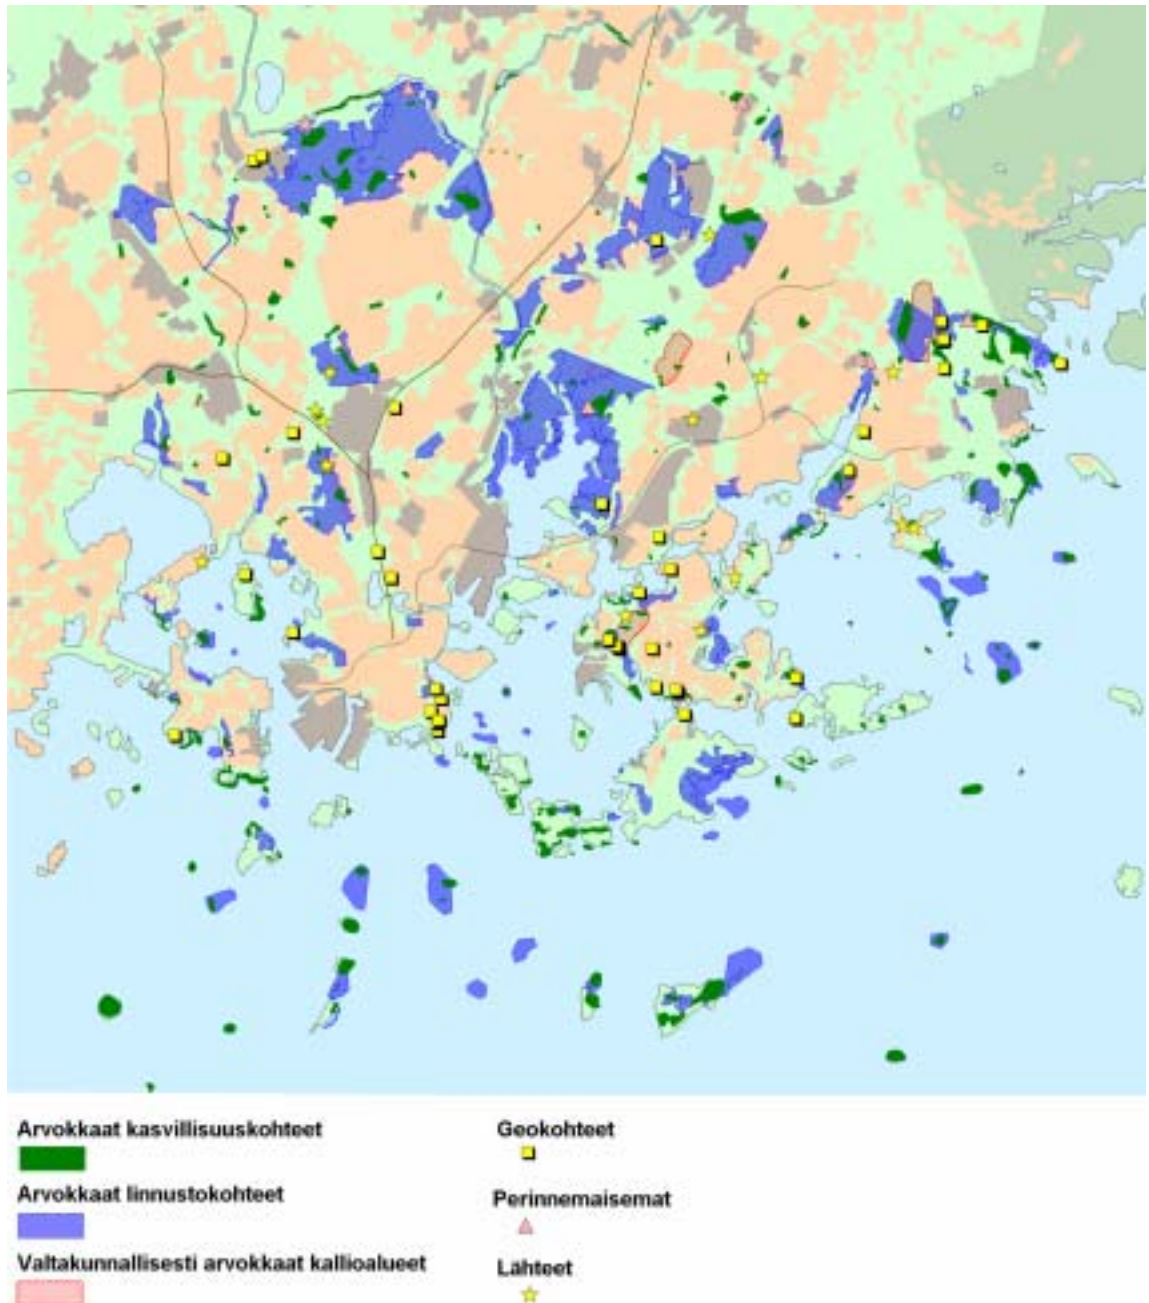 Arvokkaat kasvillisuuskohteet
Arvokkaat linnustokohteet
Valtakunnallisesti arvokkaat kallioalueet
Geokohteet
Perinnemaisemat
Lähteet